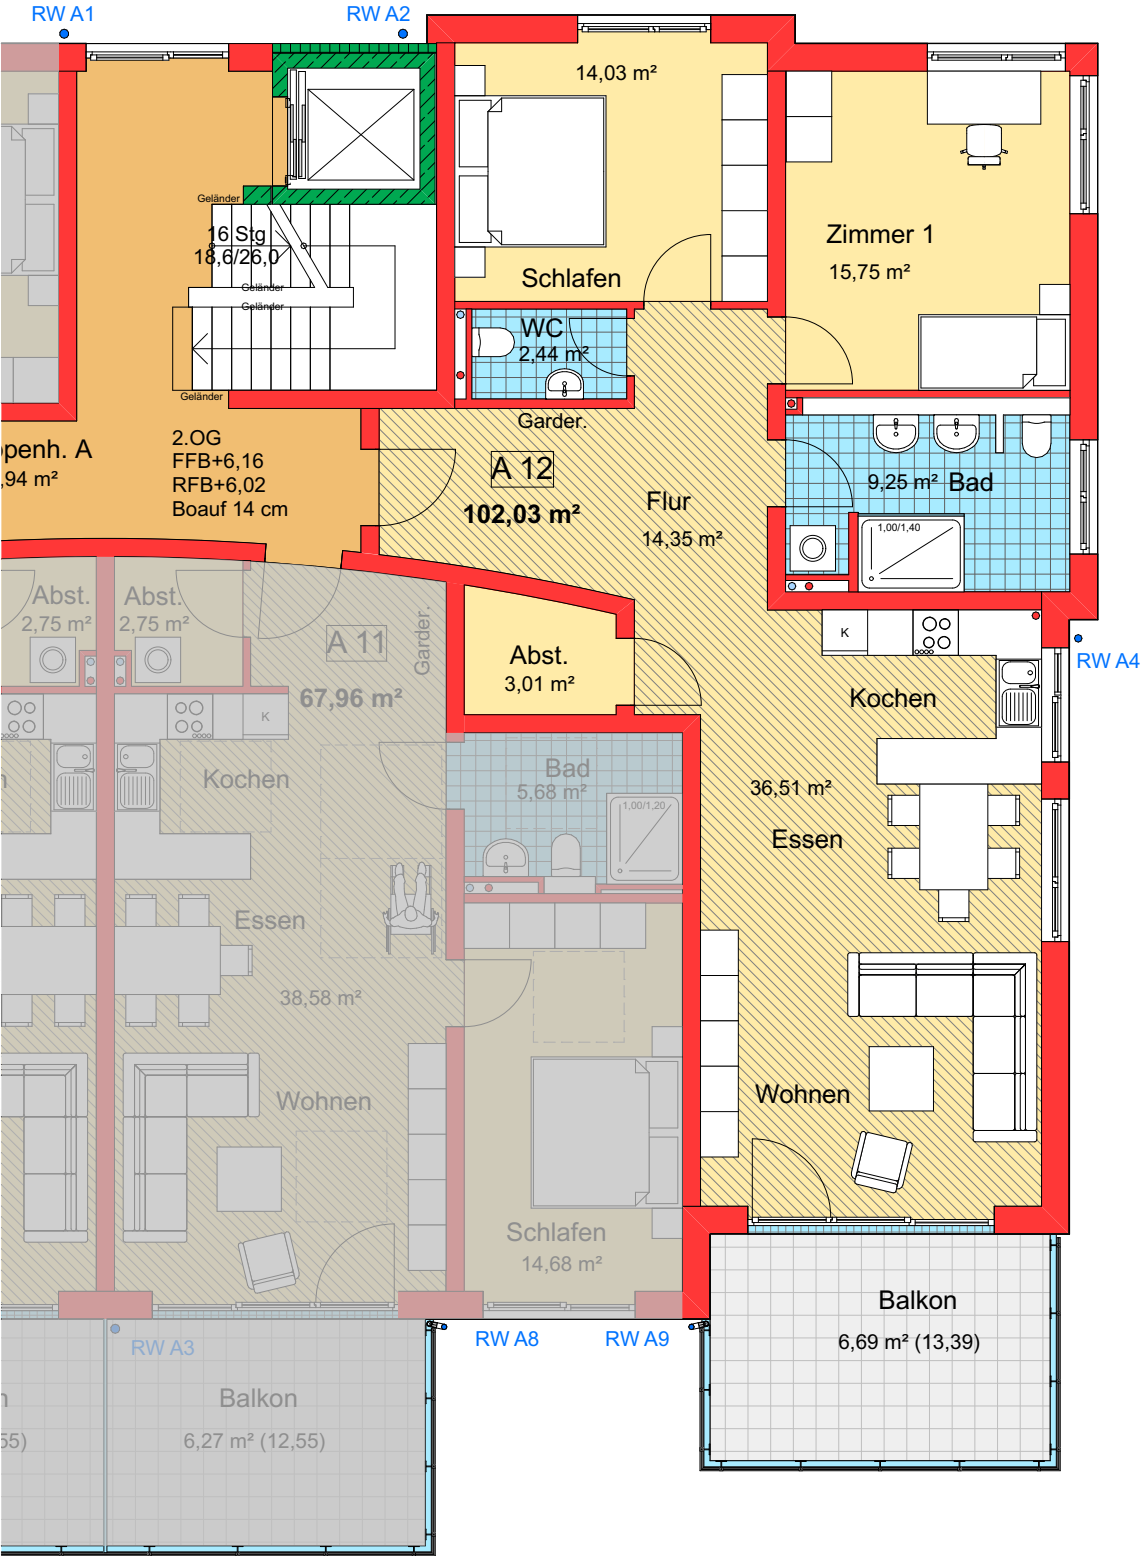 RW A1
RW A2
14,03 m²
Schlafen
Zimmer 1
15,75 m²
Geländer
16 Stg
18,6/26,0
Geländer
Geländer
Geländer
WC
2,44 m²
Garder.
ppenh. A
,94 m²
2.OG
FFB+6,16
RFB+6,02
Boauf 14 cm
A 12
102,03 m²
Flur
14,35 m²
9,25 m² Bad
1,00/1,40
Abst.
2,75 m²
Abst.
2,75 m²
A 11
67,96 m²
Garder.
Abst.
3,01 m²
K
RW A4
Kochen
K
Kochen
Bad
5,68 m²
1,00/1,20
36,51 m²
Essen
Essen
38,58 m²
Wohnen
Wohnen
Schlafen
14,68 m²
RW A3
RW A8
RW A9
Balkon
6,69 m² (13,39)
Balkon
6,27 m² (12,55)
n
n
55)